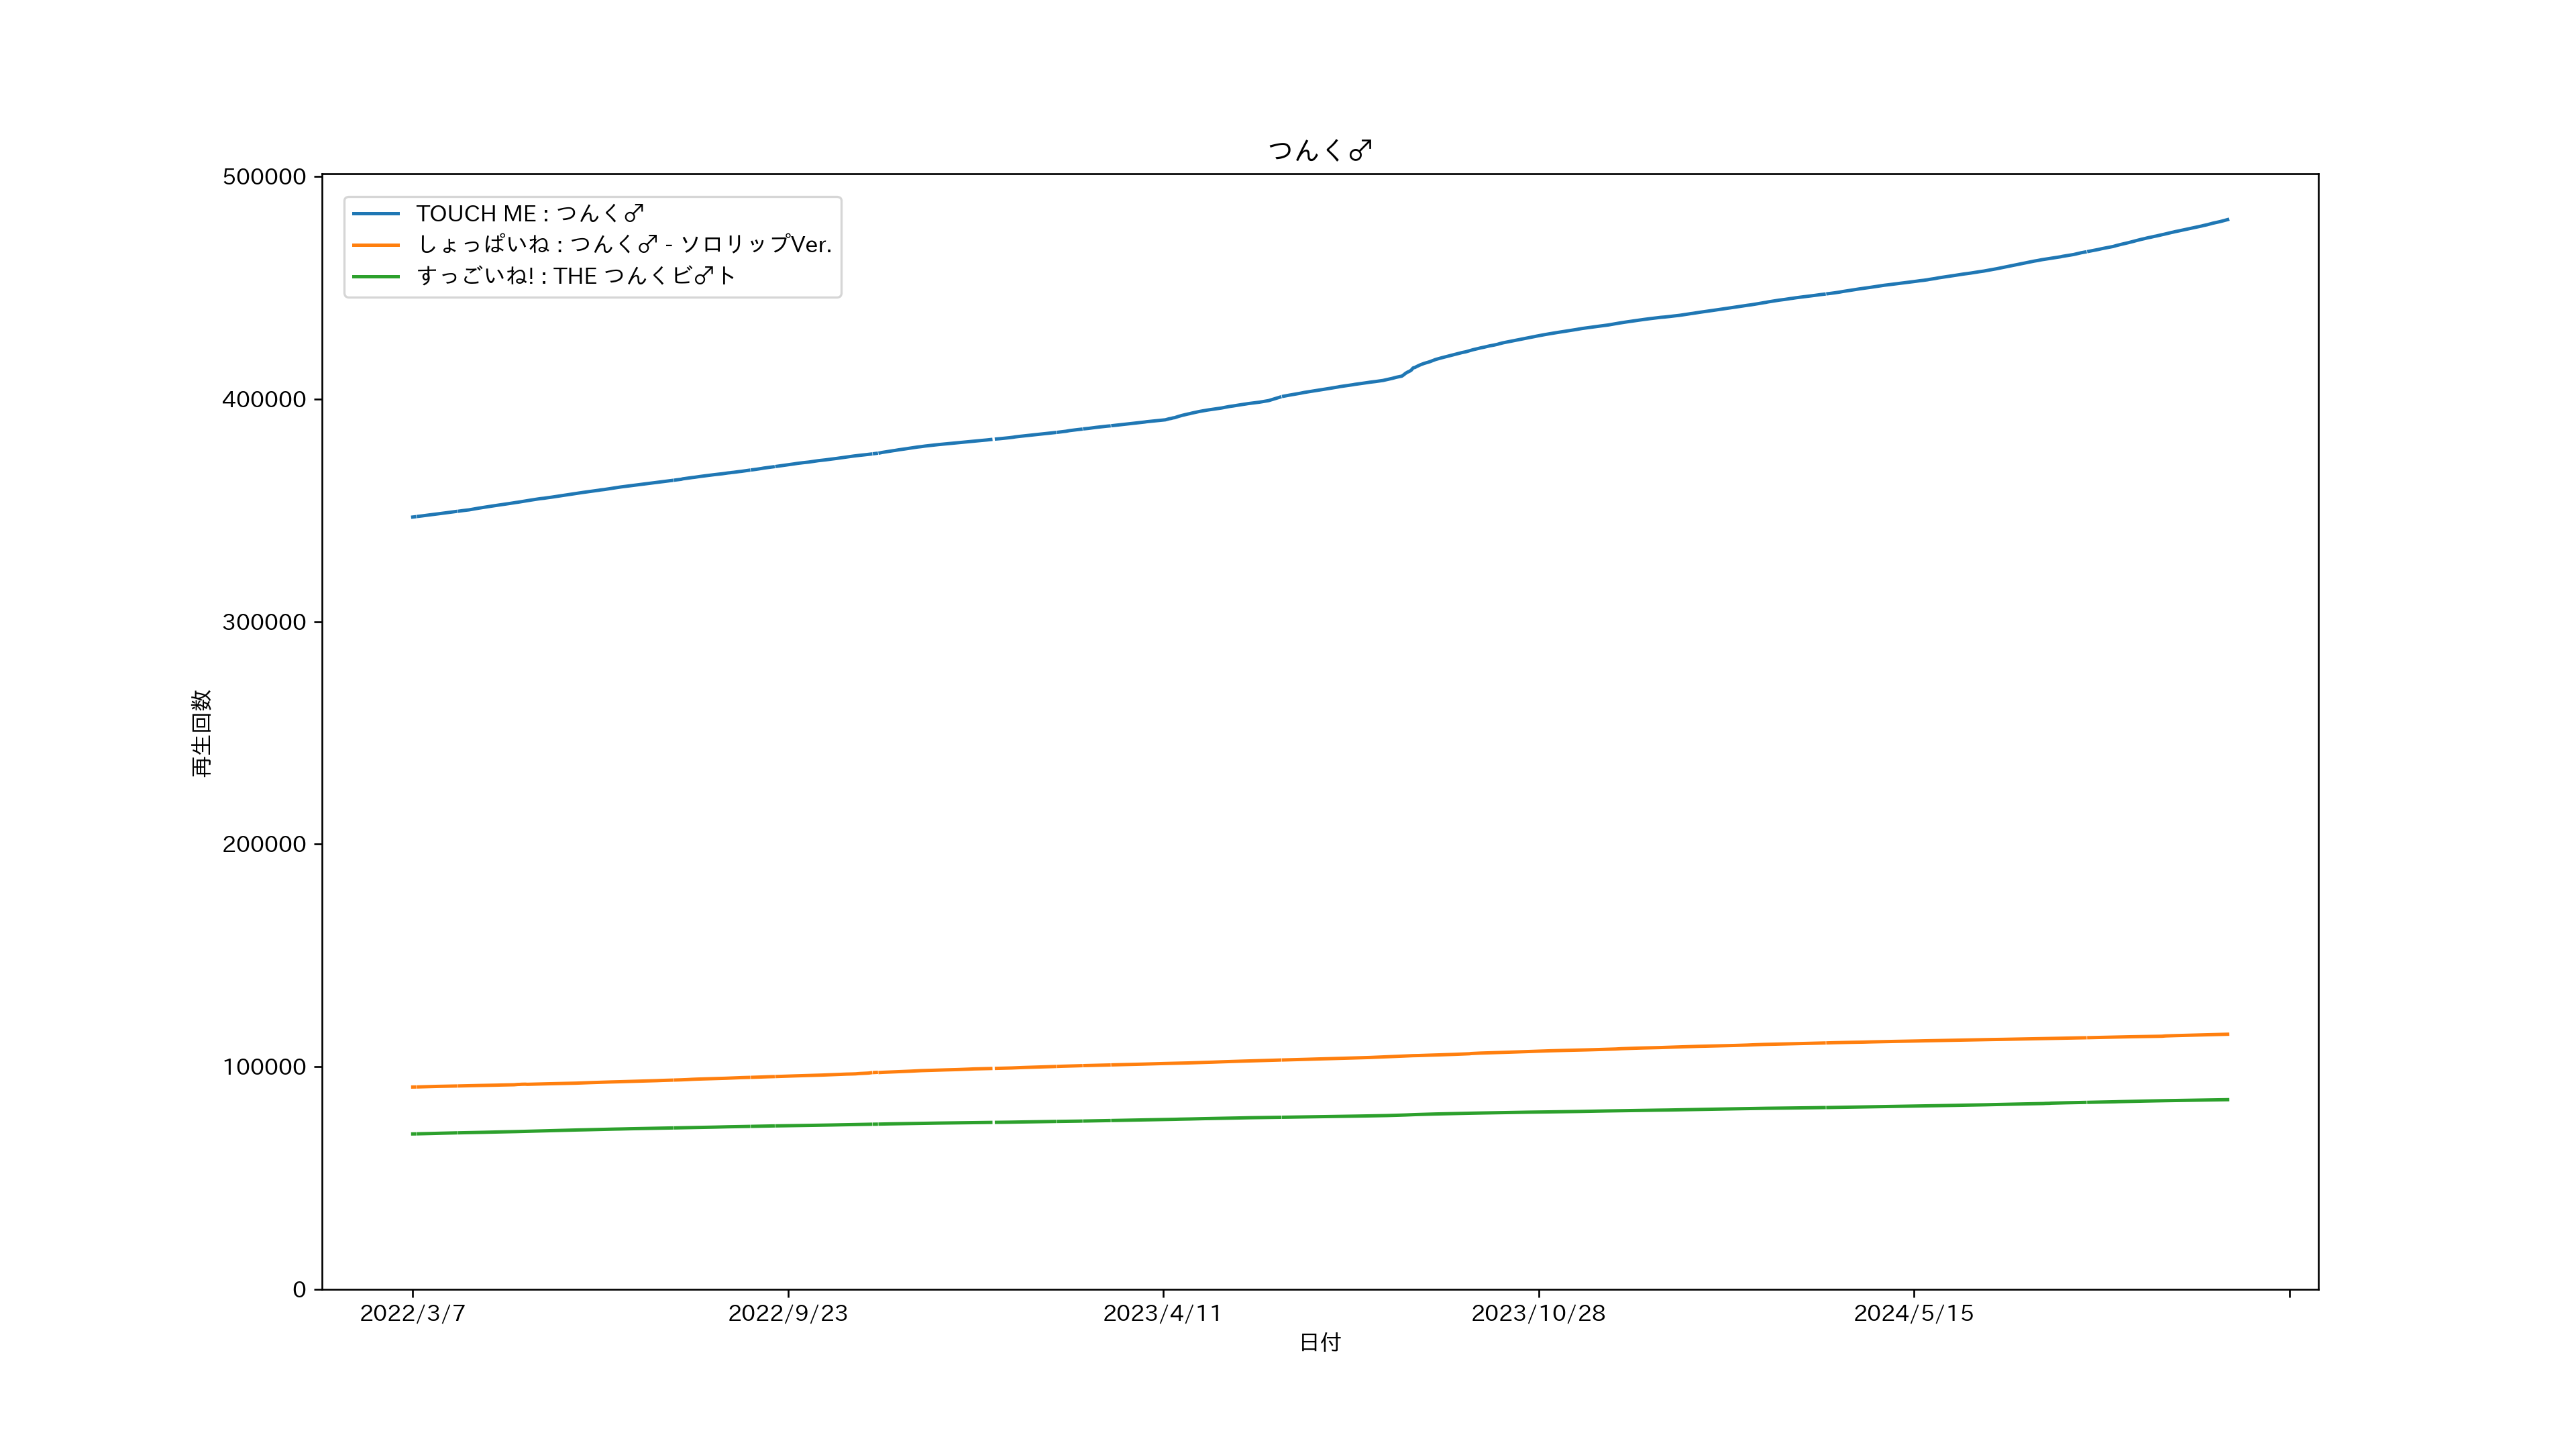 つんく♂
500000
400000
300000
200000
100000
0
TOUCH ME : つんく♂
しょっぱいね : つんく♂ - ソロリップVer.
すっごいね! : THE つんくビ♂ト
再生回数
2022/3/7
2022/9/23
2023/4/11
2023/10/28
2024/5/15
日付